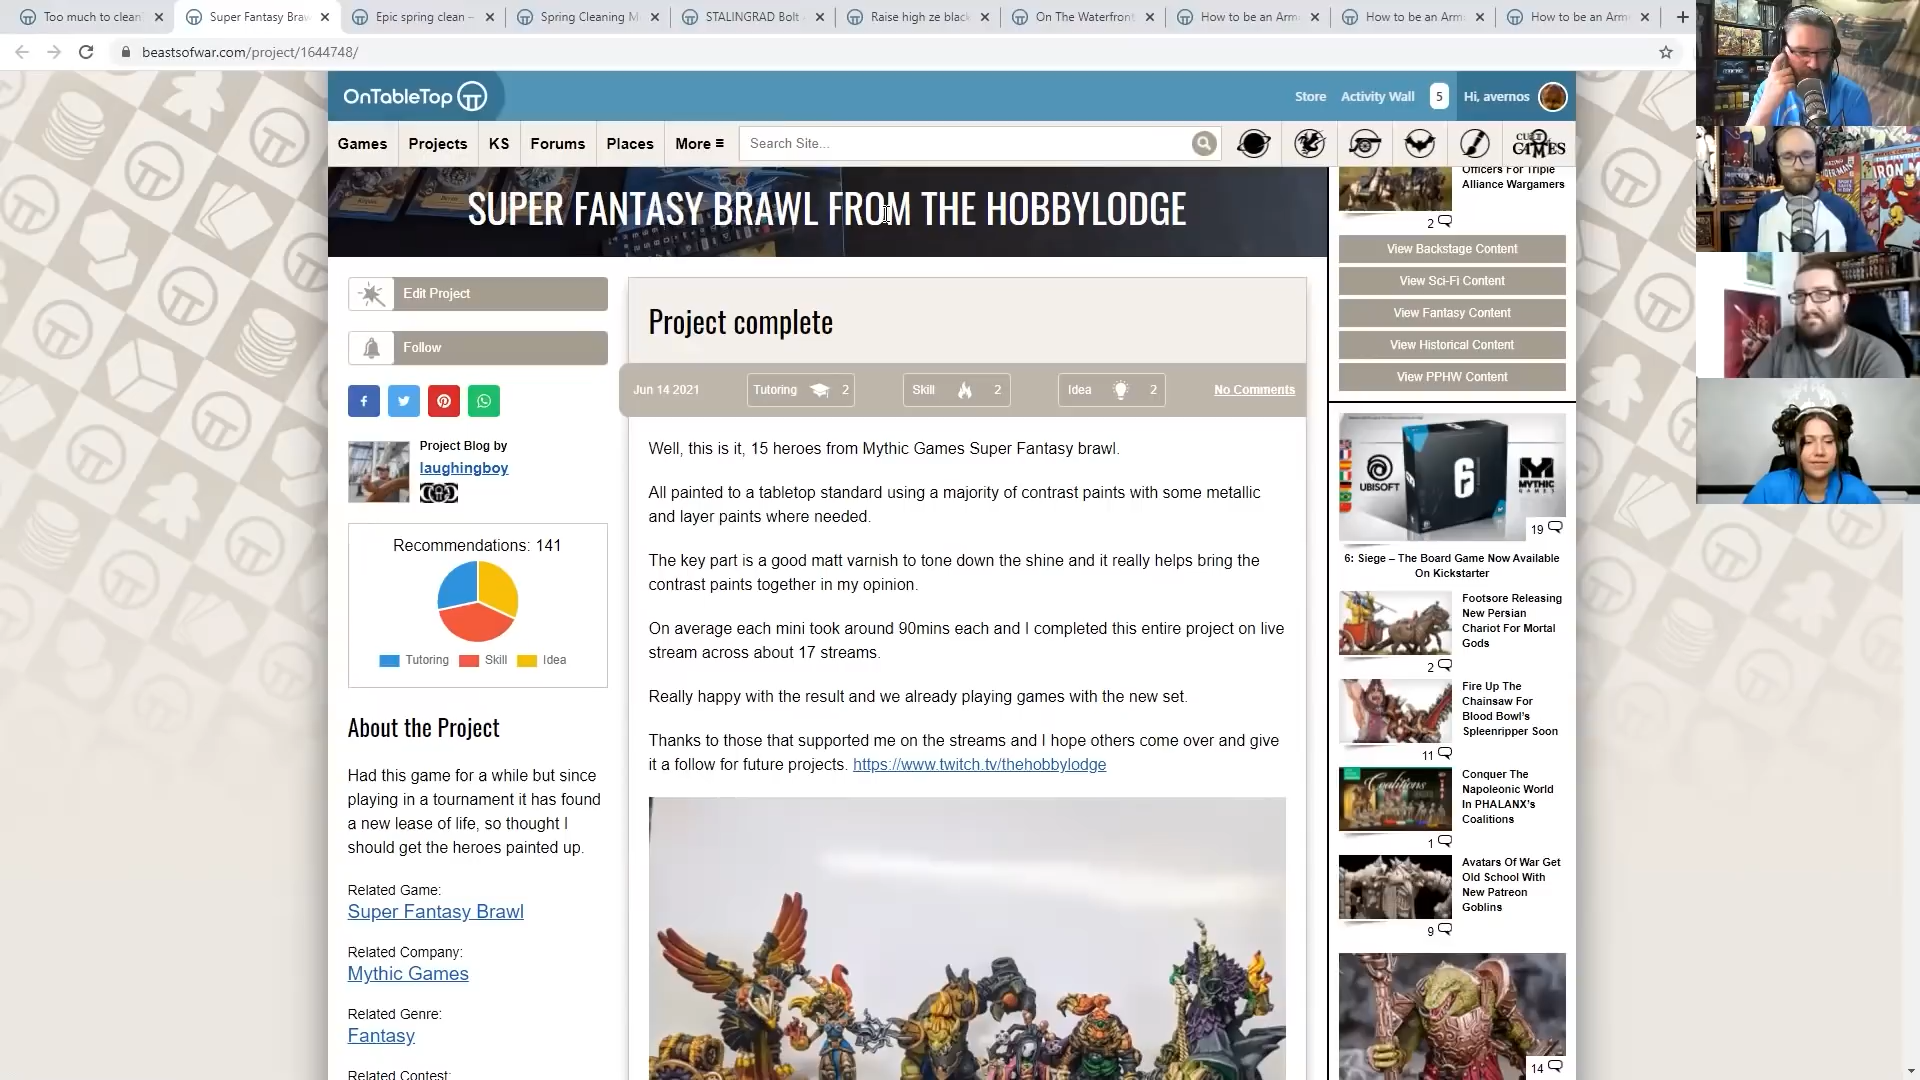 Too much to clean
Super Fantasy Braw
Epic spring clean –
Spring Cleaning M
STALINGRAD Bolt
Raise high ze black
On The Waterfront
How to be an Arm
How to be an Arm
How to be an Arm
beastsofwar.com/project/1644748/
OnTableTop
Store
Activity Wall
5
Hi, avernos
Games
Projects
KS
Forums
Places
More ≡
Search Site...
CULT OF GAMES
SUPER FANTASY BRAWL FROM THE HOBBYLODGE
Edit Project
Follow
Project Blog by
laughingboy
Recommendations: 141
Tutoring
Skill
Idea
About the Project
Had this game for a while but since
playing in a tournament it has found
a new lease of life, so thought I
should get the heroes painted up.
Related Game:
Super Fantasy Brawl
Related Company:
Mythic Games
Related Genre:
Fantasy
Related Contest:
Project complete
Jun 14 2021
Tutoring 2
Skill 2
Idea 2
No Comments
Well, this is it, 15 heroes from Mythic Games Super Fantasy brawl.
All painted to a tabletop standard using a majority of contrast paints with some metallic
and layer paints where needed.
The key part is a good matt varnish to tone down the shine and it really helps bring the
contrast paints together in my opinion.
On average each mini took around 90mins each and I completed this entire project on live
stream across about 17 streams.
Really happy with the result and we already playing games with the new set.
Thanks to those that supported me on the streams and I hope others come over and give
it a follow for future projects. https://www.twitch.tv/thehobbylodge
Officers For Triple
Alliance Wargamers
2
View Backstage Content
View Sci-Fi Content
View Fantasy Content
View Historical Content
View PPHW Content
UBISOFT
6
MYTHIC
GAMES
19
6: Siege – The Board Game Now Available
On Kickstarter
Footsore Releasing
New Persian
Chariot For Mortal
Gods
2
Fire Up The
Chainsaw For
Blood Bowl's
Spleenripper Soon
11
Coalitions
Conquer The
Napoleonic World
In PHALANX's
Coalitions
1
Avatars Of War Get
Old School With
New Patreon
Goblins
9
14
IRON M